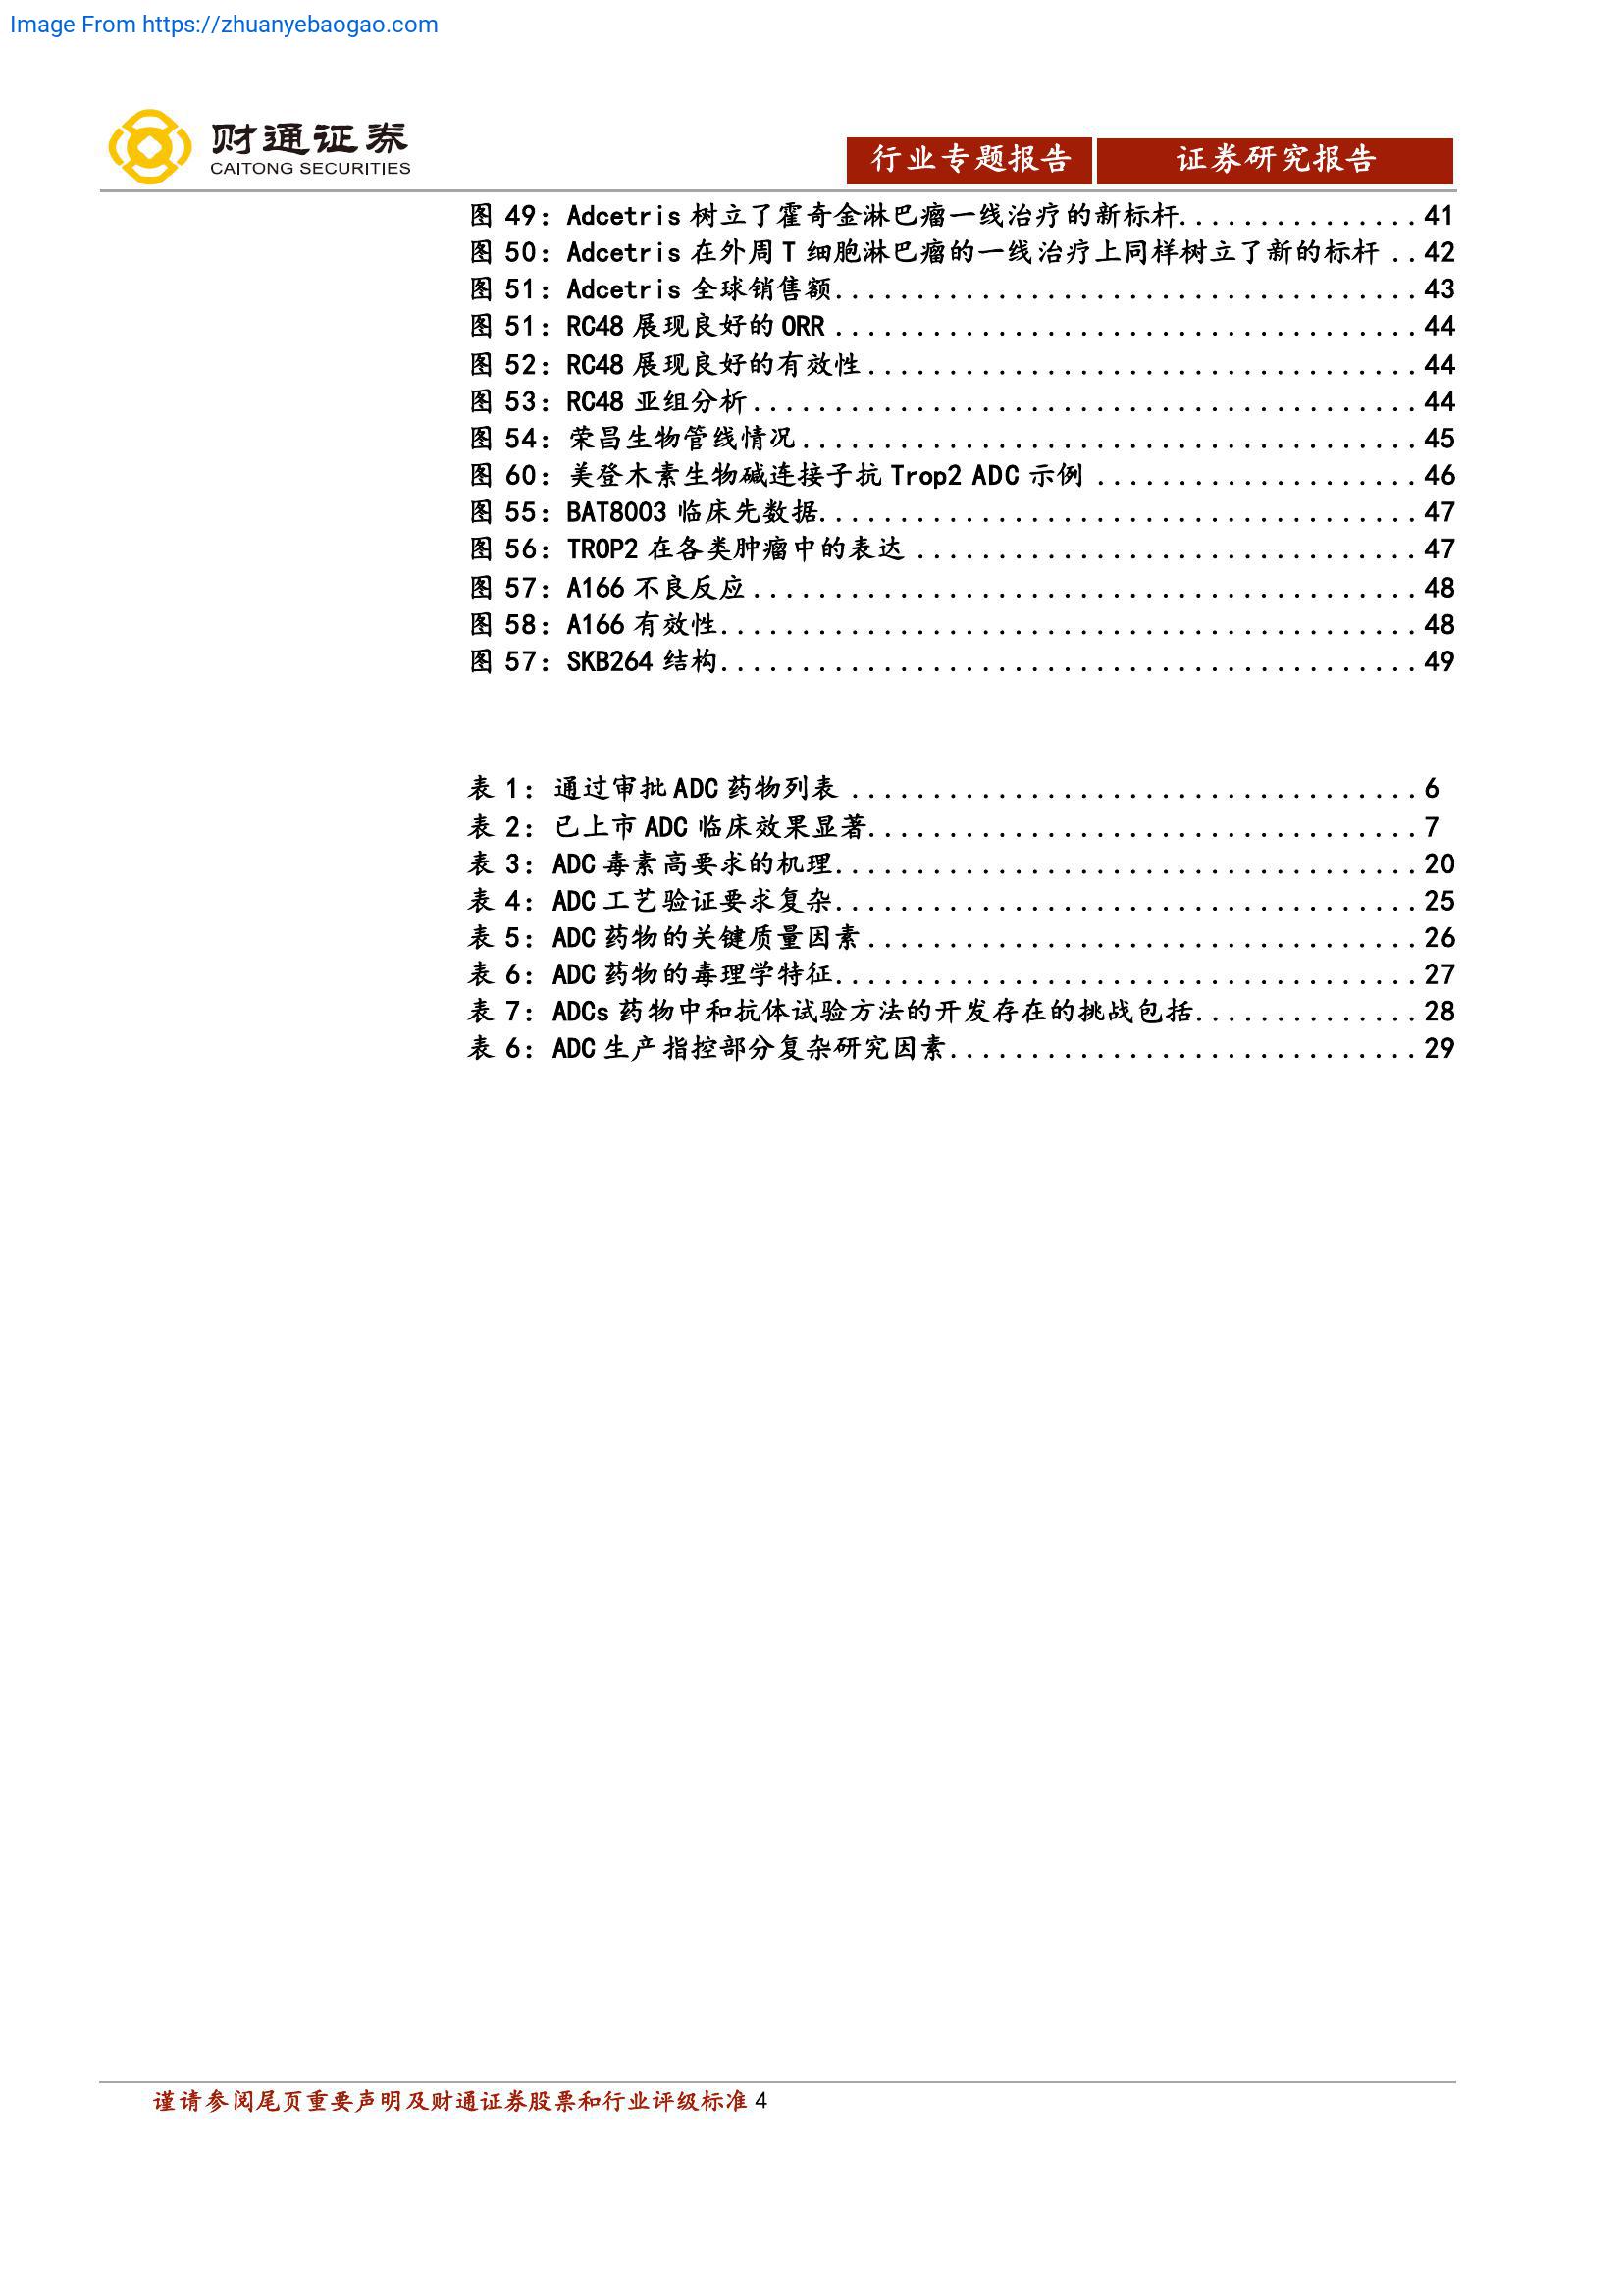 Image From https://zhuanyebaogao.com
财通证券
CAITONG SECURITIES
行业专题报告 证券研究报告
图 49：Adcetris 树立了霍奇金淋巴瘤一线治疗的新标杆...............41
图 50：Adcetris 在外周 T 细胞淋巴瘤的一线治疗上同样树立了新的标杆 ..42
图 51：Adcetris 全球销售额....................................43
图 51：RC48 展现良好的 ORR ....................................44
图 52：RC48 展现良好的有效性..................................44
图 53：RC48 亚组分析.........................................44
图 54：荣昌生物管线情况......................................45
图 60：美登木素生物碱连接子抗 Trop2 ADC 示例 ....................46
图 55：BAT8003 临床先数据.....................................47
图 56：TROP2 在各类肿瘤中的表达 ...............................47
图 57：A166 不良反应.........................................48
图 58：A166 有效性...........................................48
图 57：SKB264 结构...........................................49
表 1：通过审批 ADC 药物列表 ...................................6
表 2：已上市 ADC 临床效果显著..................................7
表 3：ADC 毒素高要求的机理....................................20
表 4：ADC 工艺验证要求复杂....................................25
表 5：ADC 药物的关键质量因素..................................26
表 6：ADC 药物的毒理学特征....................................27
表 7：ADCs 药物中和抗体试验方法的开发存在的挑战包括..............28
表 6：ADC 生产指控部分复杂研究因素.............................29
谨请参阅尾页重要声明及财通证券股票和行业评级标准 4